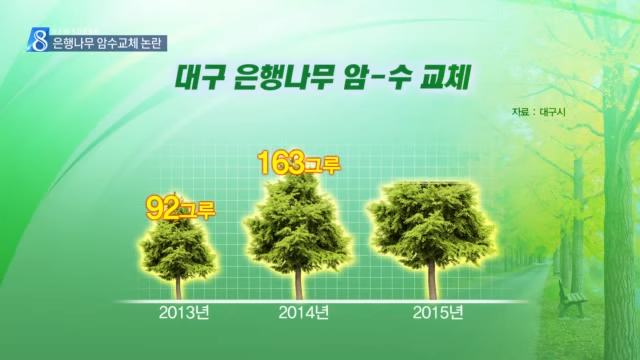 8 은행나무 암수교체 논란
대구 은행나무 암-수 교체
자료 : 대구시
163그루
92그루
2013년
2014년
2015년